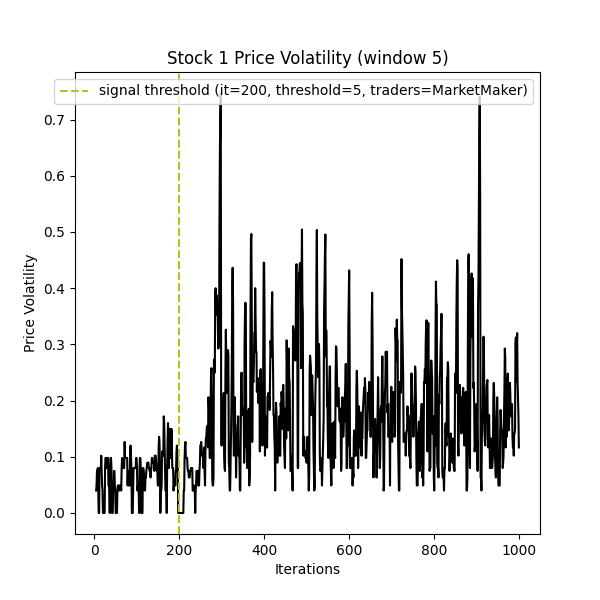 Stock 1 Price Volatility (window 5)
signal threshold (it=200, threshold=5, traders=MarketMaker)
Price Volatility
0.7
0.6
0.5
0.4
0.3
0.2
0.1
0.0
0 200 400 600 800 1000
Iterations